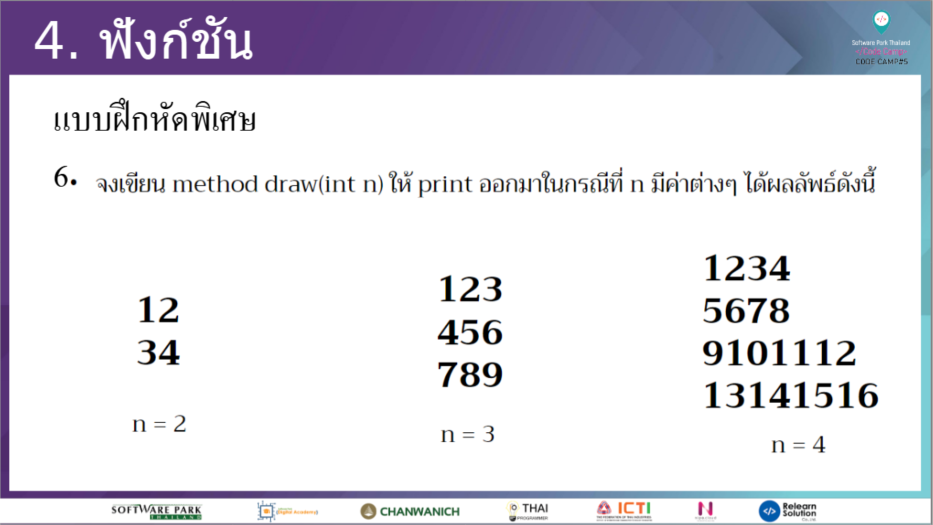 4. ฟังก์ชัน
Software Park Thailand
CODE CAMP#5
แบบฝึกหัดพิเศษ
6. จงเขียน method draw(int n) ให้ print ออกมาในกรณีที่ n มีค่าต่างๆ ได้ผลลัพธ์ดังนี้
12
34
n = 2
123
456
789
n = 3
1234
5678
9101112
13141516
n = 4
SOFTWARE PARK
THAILAND
Digital Academy
CHANWANICH
THAI
PROGRAMMER
ICTI
N
Relearn
Solution